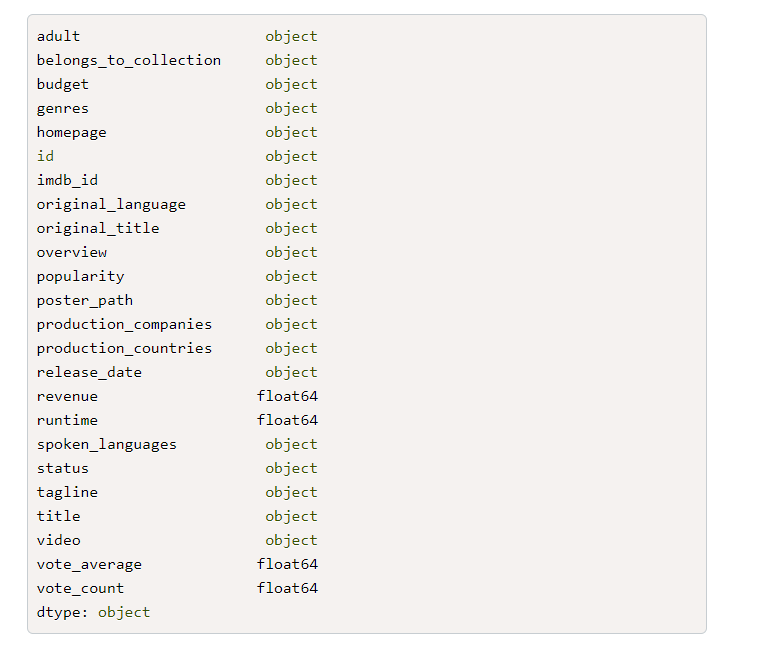 adult object
belongs_to_collection object
budget object
genres object
homepage object
id object
imdb_id object
original_language object
original_title object
overview object
popularity object
poster_path object
production_companies object
production_countries object
release_date object
revenue float64
runtime float64
spoken_languages object
status object
tagline object
title object
video object
vote_average float64
vote_count float64
dtype: object